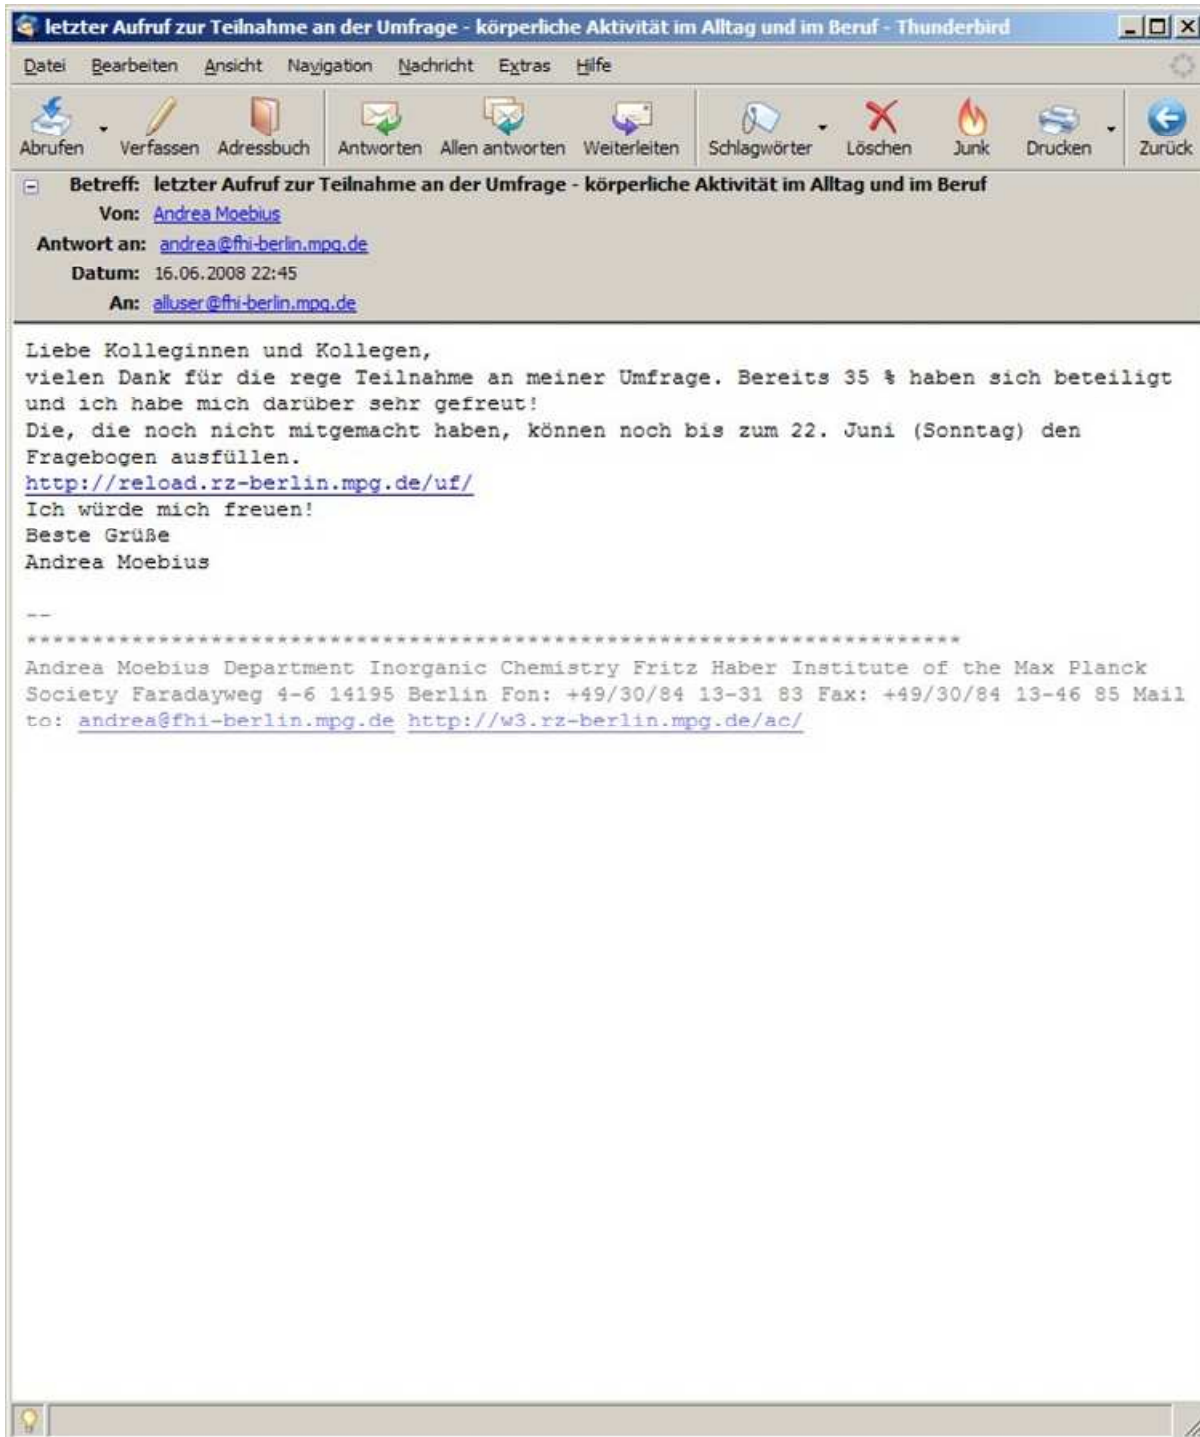 letzter Aufruf zur Teilnahme an der Umfrage - körperliche Aktivität im Alltag und im Beruf - Thunderbird
Datei Bearbeiten Ansicht Navigation Nachricht Extras Hilfe
Abrufen Verfassen Adressbuch Antworten Allen antworten Weiterleiten Schlagwörter Löschen Junk Drucken Zurück
Betreff: letzter Aufruf zur Teilnahme an der Umfrage - körperliche Aktivität im Alltag und im Beruf
Von: Andrea Moebius
Antwort an: andrea@fhi-berlin.mpg.de
Datum: 16.06.2008 22:45
An: alluser@fhi-berlin.mpg.de
Liebe Kolleginnen und Kollegen,
vielen Dank für die rege Teilnahme an meiner Umfrage. Bereits 35 % haben sich beteiligt
und ich habe mich darüber sehr gefreut!
Die, die noch nicht mitgemacht haben, können noch bis zum 22. Juni (Sonntag) den
Fragebogen ausfüllen.
http://reload.rz-berlin.mpg.de/uf/
Ich würde mich freuen!
Beste Grüße
Andrea Moebius
--
***********************************************************************
Andrea Moebius Department Inorganic Chemistry Fritz Haber Institute of the Max Planck
Society Faradayweg 4-6 14195 Berlin Fon: +49/30/84 13-31 83 Fax: +49/30/84 13-46 85 Mail
to: andrea@fhi-berlin.mpg.de http://w3.rz-berlin.mpg.de/ac/